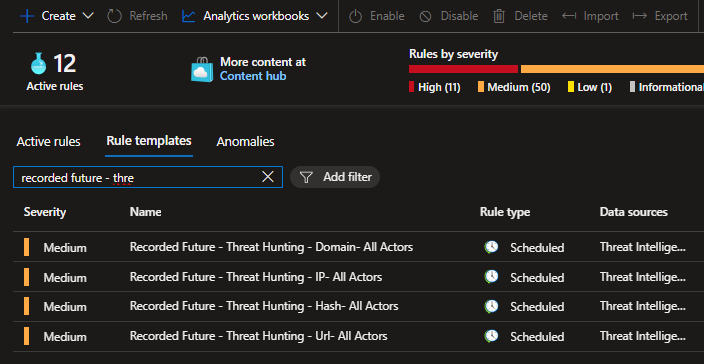 Create Refresh Analytics workbooks Enable Disable Delete Import Export
12
Active rules
More content at
Content hub
Rules by severity
High (11) Medium (50) Low (1) Informational
Active rules Rule templates Anomalies
recorded future - thre Add filter
Severity Name Rule type Data sources
Medium Recorded Future - Threat Hunting - Domain- All Actors Scheduled Threat Intellige...
Medium Recorded Future - Threat Hunting - IP- All Actors Scheduled Threat Intellige...
Medium Recorded Future - Threat Hunting - Hash- All Actors Scheduled Threat Intellige...
Medium Recorded Future - Threat Hunting - Url- All Actors Scheduled Threat Intellige...